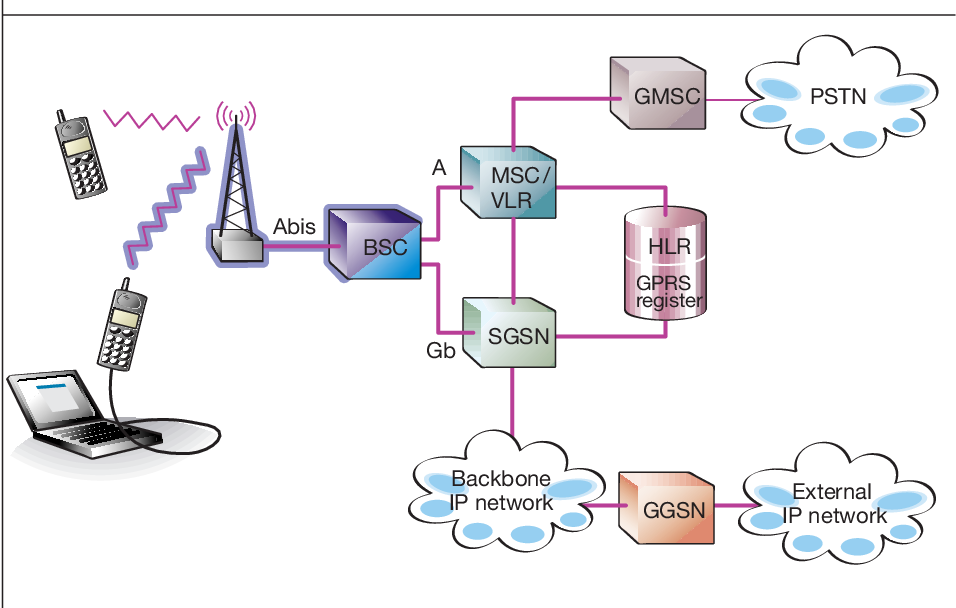 GMSC
PSTN
A
MSC/
VLR
Abis
BSC
HLR
GPRS
register
Gb
SGSN
Backbone
IP network
GGSN
External
IP network